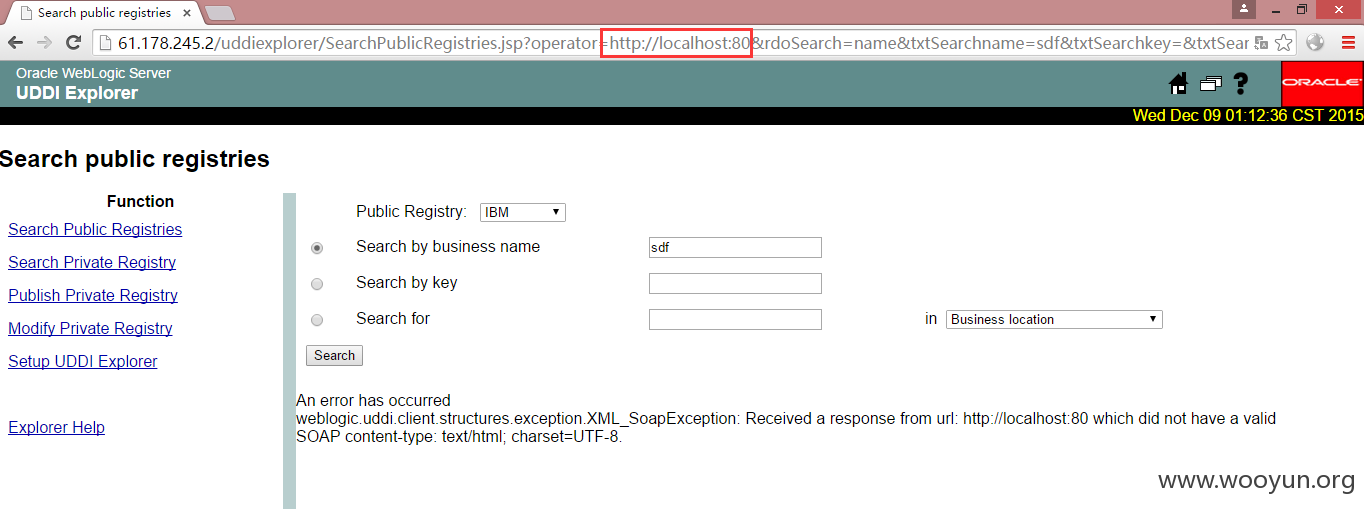 Search public registries
61.178.245.2/uddiexplorer/SearchPublicRegistries.jsp?operator=http://localhost:80&rdoSearch=name&txtSearchname=sdf&txtSearchkey=&txtSear
Oracle WebLogic Server
UDDI Explorer
ORACLE
Wed Dec 09 01:12:36 CST 2015
Search public registries
Function
Search Public Registries
Search Private Registry
Publish Private Registry
Modify Private Registry
Setup UDDI Explorer
Explorer Help
Public Registry: IBM
Search by business name sdf
Search by key
Search for in Business location
Search
An error has occurred
weblogic.uddi.client.structures.exception.XML_SoapException: Received a response from url: http://localhost:80 which did not have a valid
SOAP content-type: text/html; charset=UTF-8.
www.wooyun.org